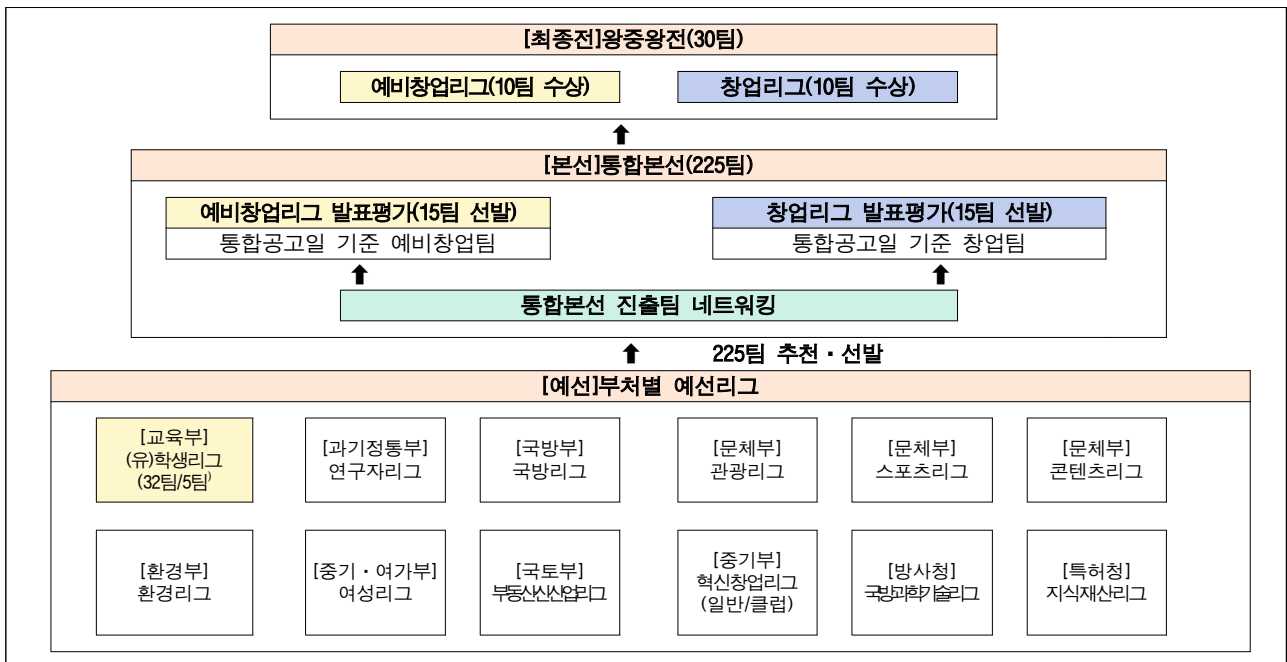 [최종전]왕중왕전(30팀)
예비창업리그(10팀 수상)
창업리그(10팀 수상)
[본선]통합본선(225팀)
예비창업리그 발표평가(15팀 선발)
통합공고일 기준 예비창업팀
창업리그 발표평가(15팀 선발)
통합공고일 기준 창업팀
통합본선 진출팀 네트워킹
225팀 추천・선발
[예선]부처별 예선리그
[교육부]
(유)학생리그
(32팀/5팀)
[과기정통부]
연구자리그
[국방부]
국방리그
[문체부]
관광리그
[문체부]
스포츠리그
[문체부]
콘텐츠리그
[환경부]
환경리그
[중기・여가부]
여성리그
[국토부]
부동산신산업리그
[중기부]
혁신창업리그
(일반/클럽)
[방사청]
국방과학기술리그
[특허청]
지식재산리그